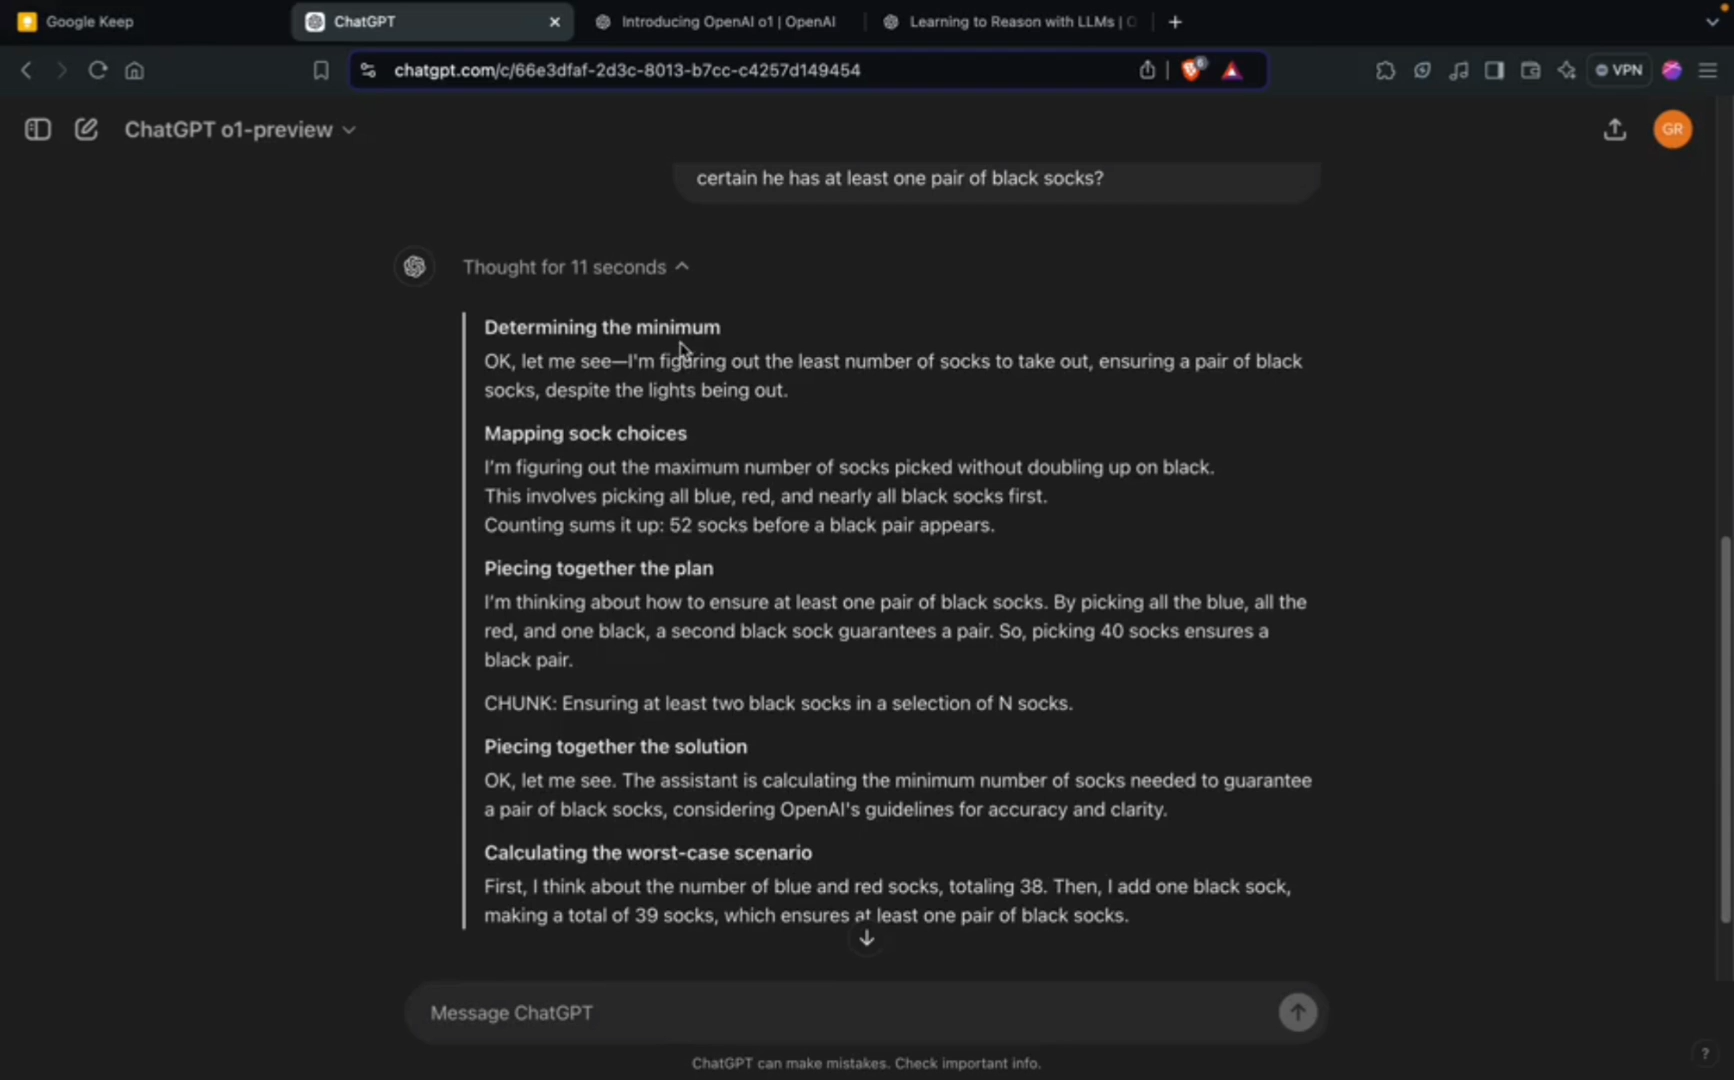 Google Keep
ChatGPT
Introducing OpenAI o1 | OpenAI
Learning to Reason with LLMs |
chatgpt.com/c/66e3dfaf-2d3c-8013-b7cc-c4257d149454
VPN
ChatGPT o1-preview
GR
certain he has at least one pair of black socks?
Thought for 11 seconds
Determining the minimum
OK, let me see—I'm figuring out the least number of socks to take out, ensuring a pair of black
socks, despite the lights being out.
Mapping sock choices
I'm figuring out the maximum number of socks picked without doubling up on black.
This involves picking all blue, red, and nearly all black socks first.
Counting sums it up: 52 socks before a black pair appears.
Piecing together the plan
I'm thinking about how to ensure at least one pair of black socks. By picking all the blue, all the
red, and one black, a second black sock guarantees a pair. So, picking 40 socks ensures a
black pair.
CHUNK: Ensuring at least two black socks in a selection of N socks.
Piecing together the solution
OK, let me see. The assistant is calculating the minimum number of socks needed to guarantee
a pair of black socks, considering OpenAI's guidelines for accuracy and clarity.
Calculating the worst-case scenario
First, I think about the number of blue and red socks, totaling 38. Then, I add one black sock,
making a total of 39 socks, which ensures at least one pair of black socks.
Message ChatGPT
ChatGPT can make mistakes. Check important info.
?